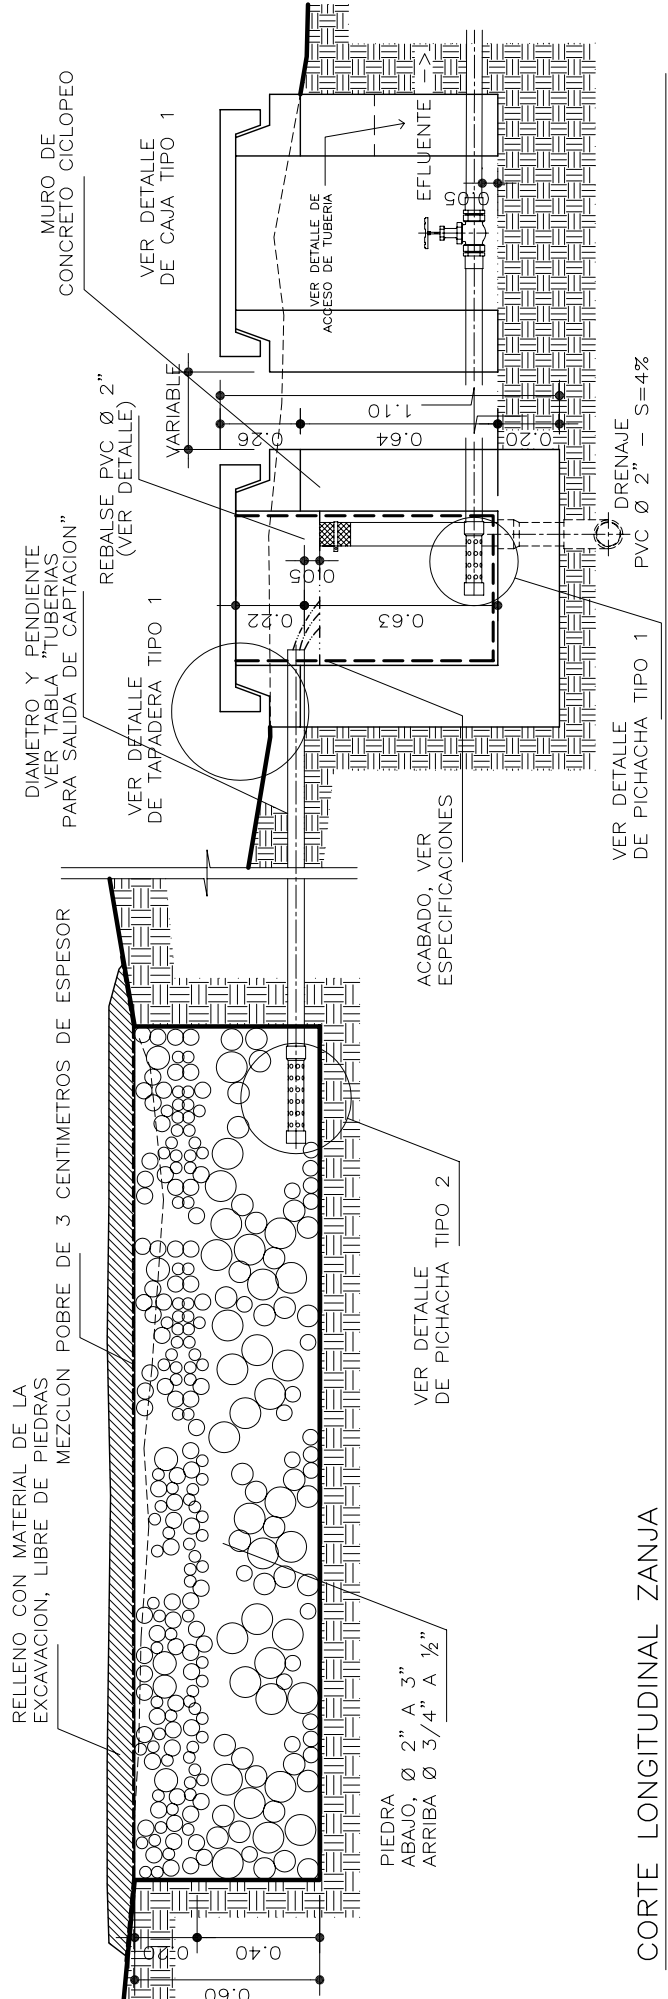 RELLENO CON MATERIAL DE LA
EXCAVACION, LIBRE DE PIEDRAS
MEZCLON POBRE DE 3 CENTIMETROS DE ESPESOR
DIAMETRO Y PENDIENTE
VER TABLA "TUBERIAS
PARA SALIDA DE CAPTACION"
VER DETALLE
DE TAPADERA TIPO 1
REBALSE PVC Ø 2"
(VER DETALLE)
MURO DE
CONCRETO CICLOPEO
VER DETALLE
DE CAJA TIPO 1
VARIABLE
VER DETALLE DE
ACCESO DE TUBERIA
EFLUENTE —>
0.05
1.10
0.26
0.64
0.20
0.05
0.22
0.63
DRENAJE
PVC Ø 2" – S=4%
VER DETALLE
DE PICHACHA TIPO 1
ACABADO, VER
ESPECIFICACIONES
VER DETALLE
DE PICHACHA TIPO 2
PIEDRA
ABAJO, Ø 2" A 3"
ARRIBA Ø 3/4" A ½"
0.20
0.40
0.60
CORTE LONGITUDINAL ZANJA